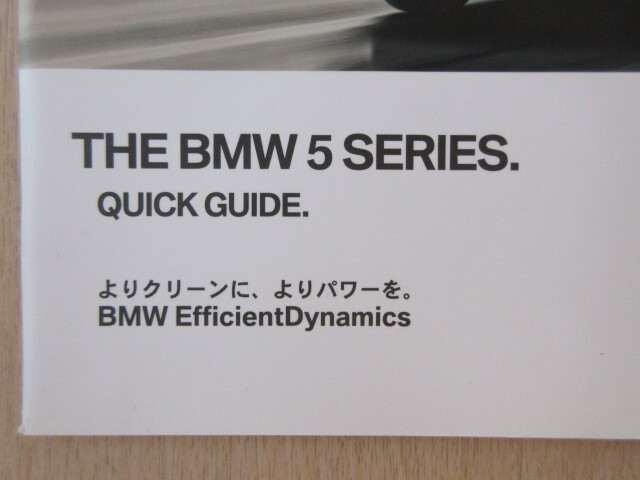 THE BMW 5 SERIES.
QUICK GUIDE.
よりクリーンに、よりパワーを。
BMW EfficientDynamics